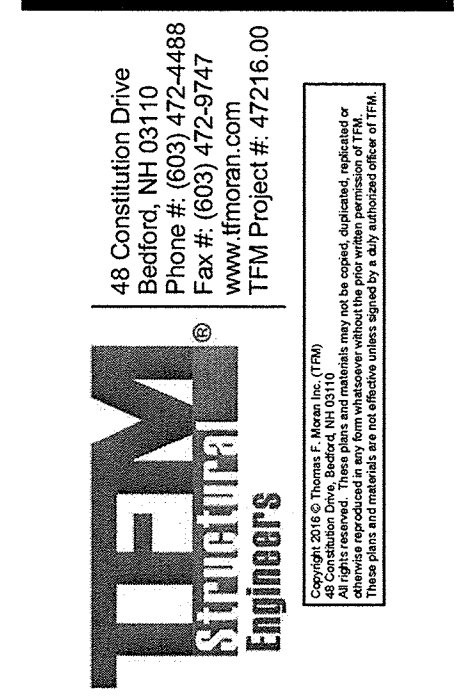 TFM®
Structural
Engineers
48 Constitution Drive
Bedford, NH 03110
Phone #: (603) 472-4488
Fax #: (603) 472-9747
www.tfmoran.com
TFM Project #: 47216.00
Copyright 2016 © Thomas F. Moran Inc. (TFM)
48 Constitution Drive, Bedford, NH 03110
All rights reserved. These plans and materials may not be copied, duplicated, replicated or
otherwise reproduced in any form whatsoever without the prior written permission of TFM.
These plans and materials are not effective unless signed by a duly authorized officer of TFM.